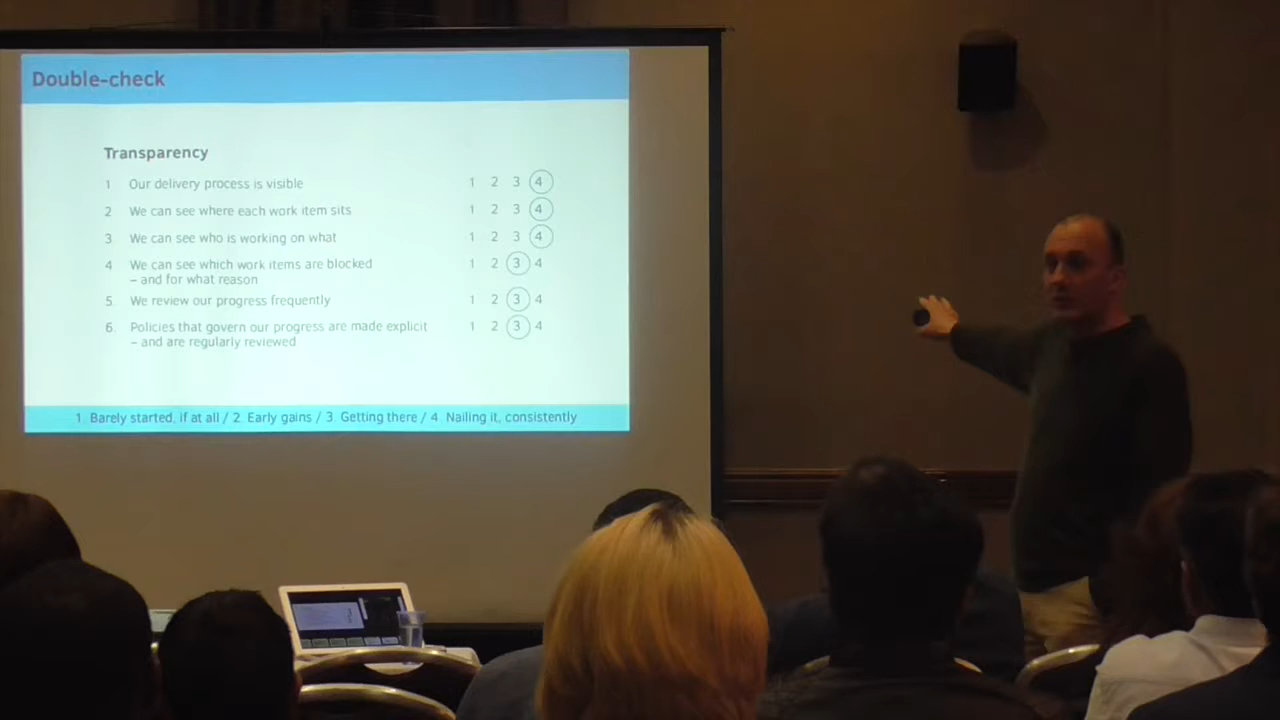 Double-check
Transparency
1 Our delivery process is visible 1 2 3 4
2 We can see where each work item sits 1 2 3 4
3 We can see who is working on what 1 2 3 4
4 We can see which work items are blocked 1 2 3 4
– and for what reason
5. We review our progress frequently 1 2 3 4
6. Policies that govern our progress are made explicit 1 2 3 4
– and are regularly reviewed
1. Barely started, if at all / 2. Early gains / 3. Getting there / 4. Nailing it, consistently